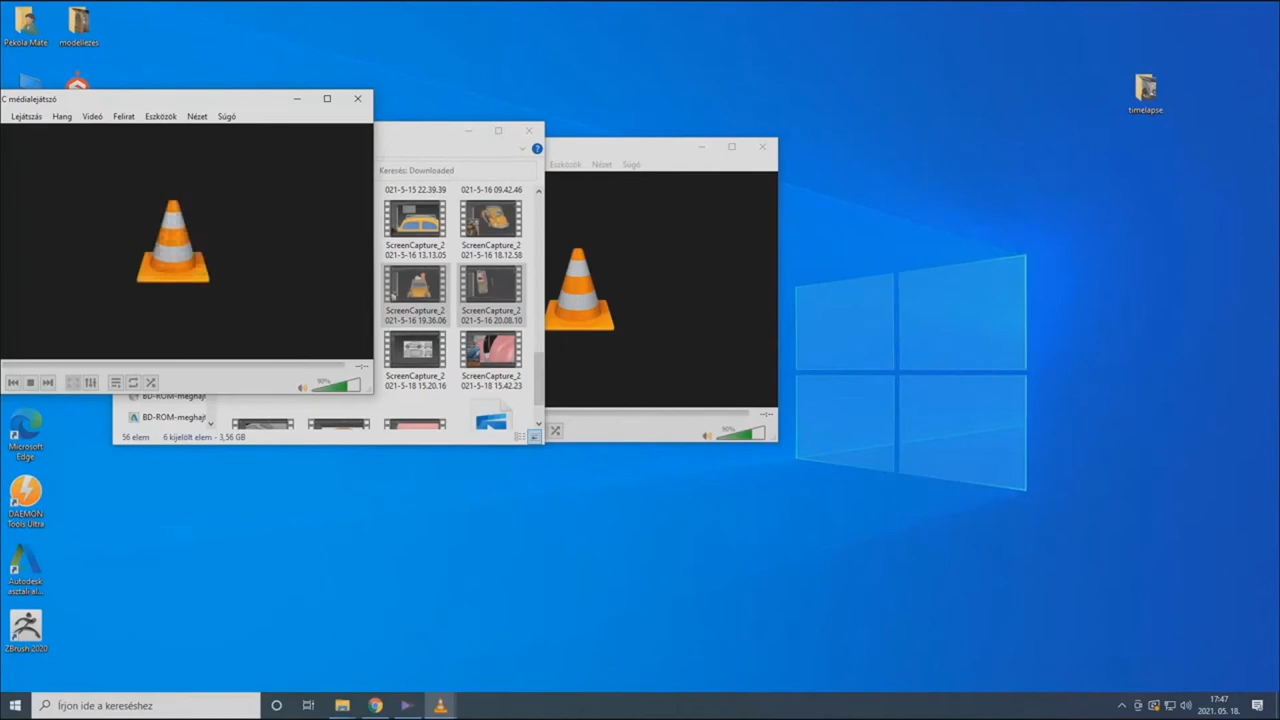 Pekola Mate
modellezes
timelapse
C médialejátszó
Lejátszás Hang Videó Felirat Eszközök Nézet Súgó
Eszközök Nézet Súgó
Keresés: Downloaded
021-5-15 22.39.39
021-5-16 09.42.46
ScreenCapture_2
021-5-16 13.13.05
ScreenCapture_2
021-5-16 18.12.58
ScreenCapture_2
021-5-16 19.36.06
ScreenCapture_2
021-5-16 20.08.10
ScreenCapture_2
021-5-18 15.20.16
ScreenCapture_2
021-5-18 15.42.23
90%
--:--
90%
--:--
BD-ROM-meghajt
BD-ROM-meghajt
56 elem 6 kijelölt elem - 3,56 GB
Microsoft
Edge
DAEMON
Tools Ultra
Autodesk
asztali al...
ZBrush 2020
Írjon ide a kereséshez
17:47
2021. 05. 18.